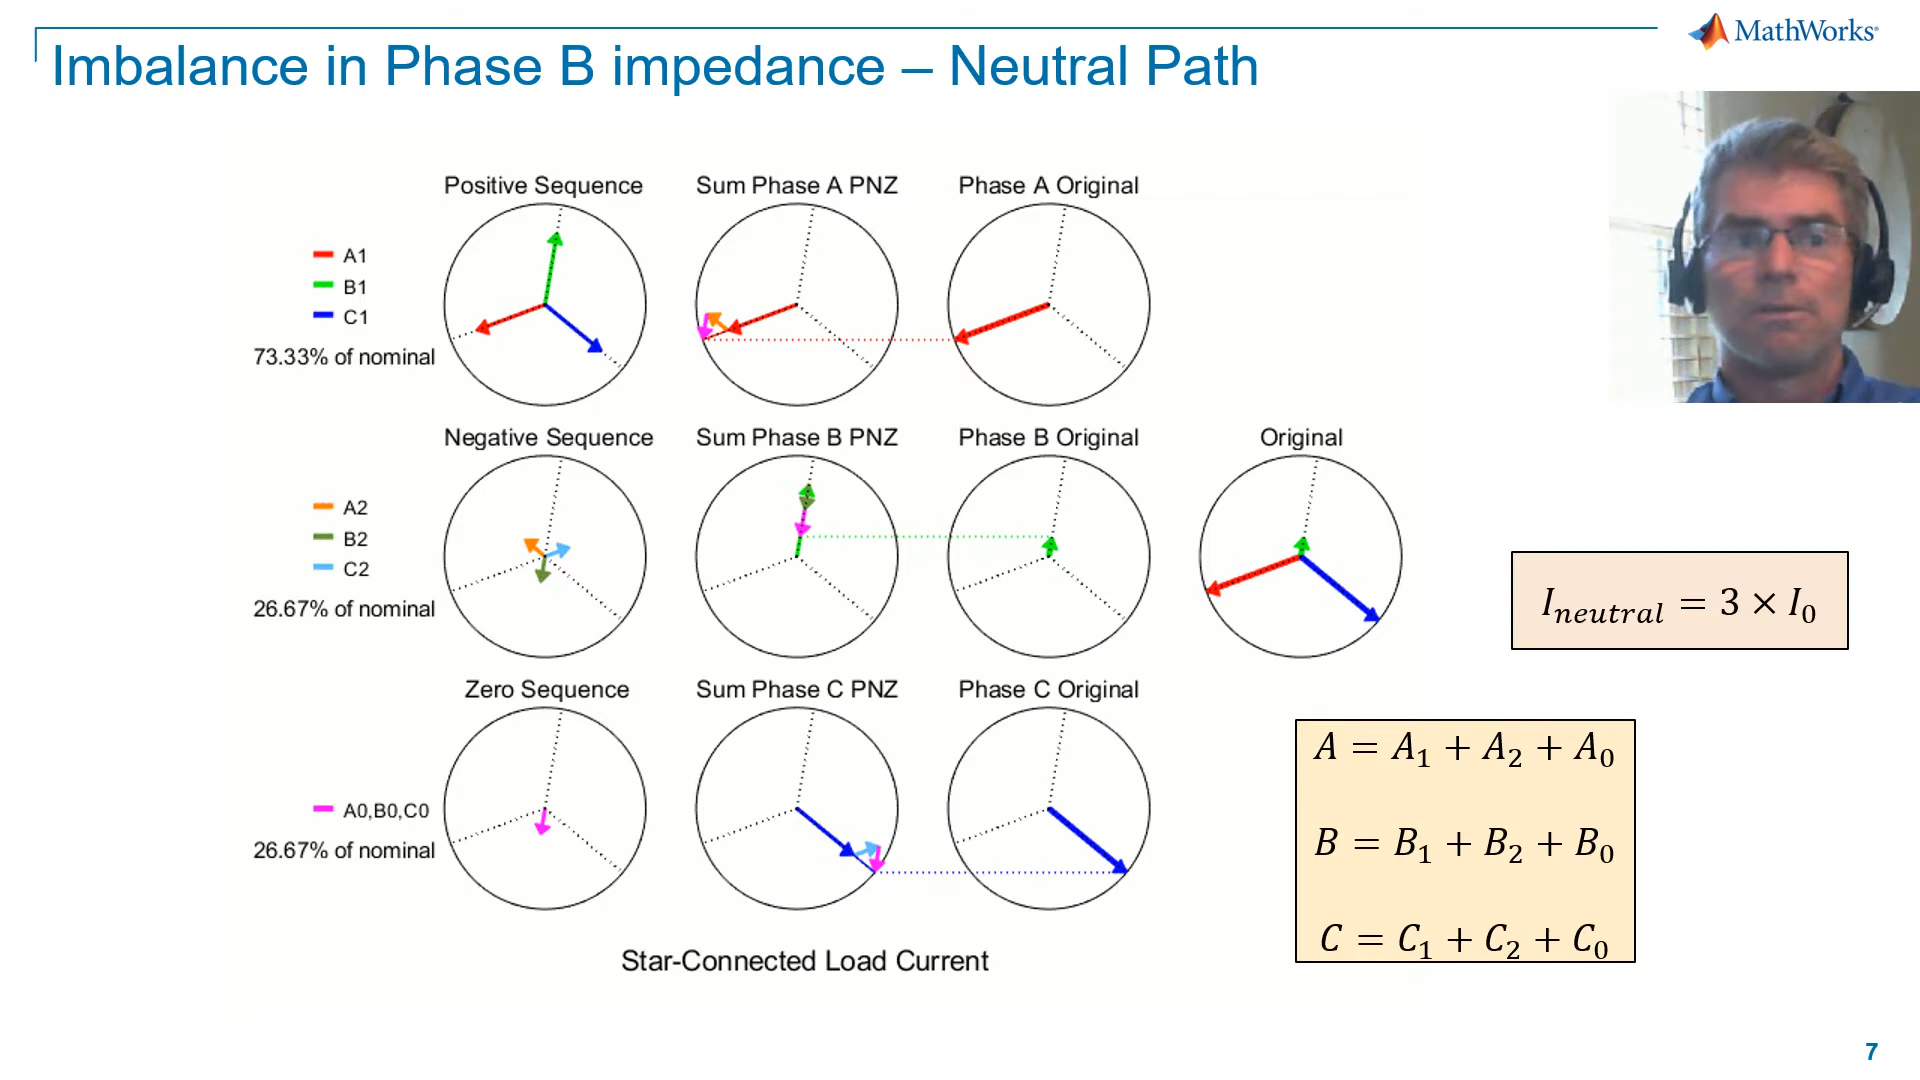 Imbalance in Phase B impedance – Neutral Path
MathWorks®
Positive Sequence
Sum Phase A PNZ
Phase A Original
A1
B1
C1
73.33% of nominal
Negative Sequence
Sum Phase B PNZ
Phase B Original
Original
A2
B2
C2
26.67% of nominal
I_neutral = 3 × I_0
Zero Sequence
Sum Phase C PNZ
Phase C Original
A0,B0,C0
26.67% of nominal
A = A_1 + A_2 + A_0
B = B_1 + B_2 + B_0
C = C_1 + C_2 + C_0
Star-Connected Load Current
7